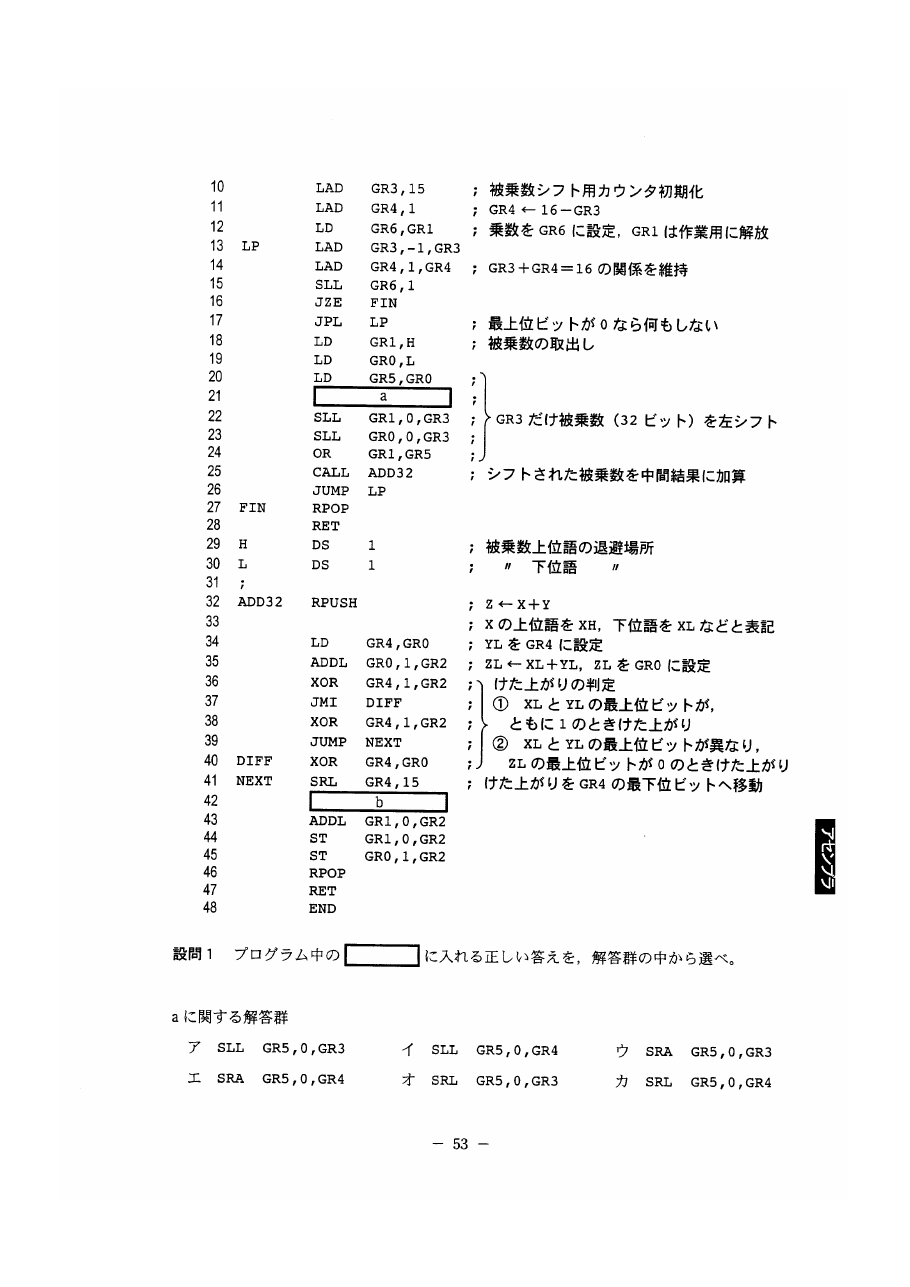 10 LAD GR3,15 ; 被乗数シフト用カウンタ初期化
11 LAD GR4,1 ; GR4 ← 16－GR3
12 LD GR6,GR1 ; 乗数を GR6 に設定，GR1 は作業用に解放
13 LP LAD GR3,-1,GR3
14 LAD GR4,1,GR4 ; GR3＋GR4＝16 の関係を維持
15 SLL GR6,1
16 JZE FIN
17 JPL LP ; 最上位ビットが 0 なら何もしない
18 LD GR1,H ; 被乗数の取出し
19 LD GR0,L
20 LD GR5,GR0 ;
21 a ;
22 SLL GR1,0,GR3 ; GR3 だけ被乗数（32 ビット）を左シフト
23 SLL GR0,0,GR3 ;
24 OR GR1,GR5 ;
25 CALL ADD32 ; シフトされた被乗数を中間結果に加算
26 JUMP LP
27 FIN RPOP
28 RET
29 H DS 1 ; 被乗数上位語の退避場所
30 L DS 1 ; 〃 下位語 〃
31 ;
32 ADD32 RPUSH ; Z ← X＋Y
33 ; X の上位語を XH，下位語を XL などと表記
34 LD GR4,GR0 ; YL を GR4 に設定
35 ADDL GR0,1,GR2 ; ZL ← XL＋YL，ZL を GR0 に設定
36 XOR GR4,1,GR2 ; けた上がりの判定
37 JMI DIFF ; ① XL と YL の最上位ビットが，
38 XOR GR4,1,GR2 ; ともに 1 のときけた上がり
39 JUMP NEXT ; ② XL と YL の最上位ビットが異なり，
40 DIFF XOR GR4,GR0 ; ZL の最上位ビットが 0 のときけた上がり
41 NEXT SRL GR4,15 ; けた上がりを GR4 の最下位ビットへ移動
42 b
43 ADDL GR1,0,GR2
44 ST GR1,0,GR2
45 ST GR0,1,GR2
46 RPOP
47 RET
48 END
アセンブラ
設問 1 プログラム中の に入れる正しい答えを，解答群の中から選べ。
a に関する解答群
ア SLL GR5,0,GR3 イ SLL GR5,0,GR4 ウ SRA GR5,0,GR3
エ SRA GR5,0,GR4 オ SRL GR5,0,GR3 カ SRL GR5,0,GR4
－ 53 －